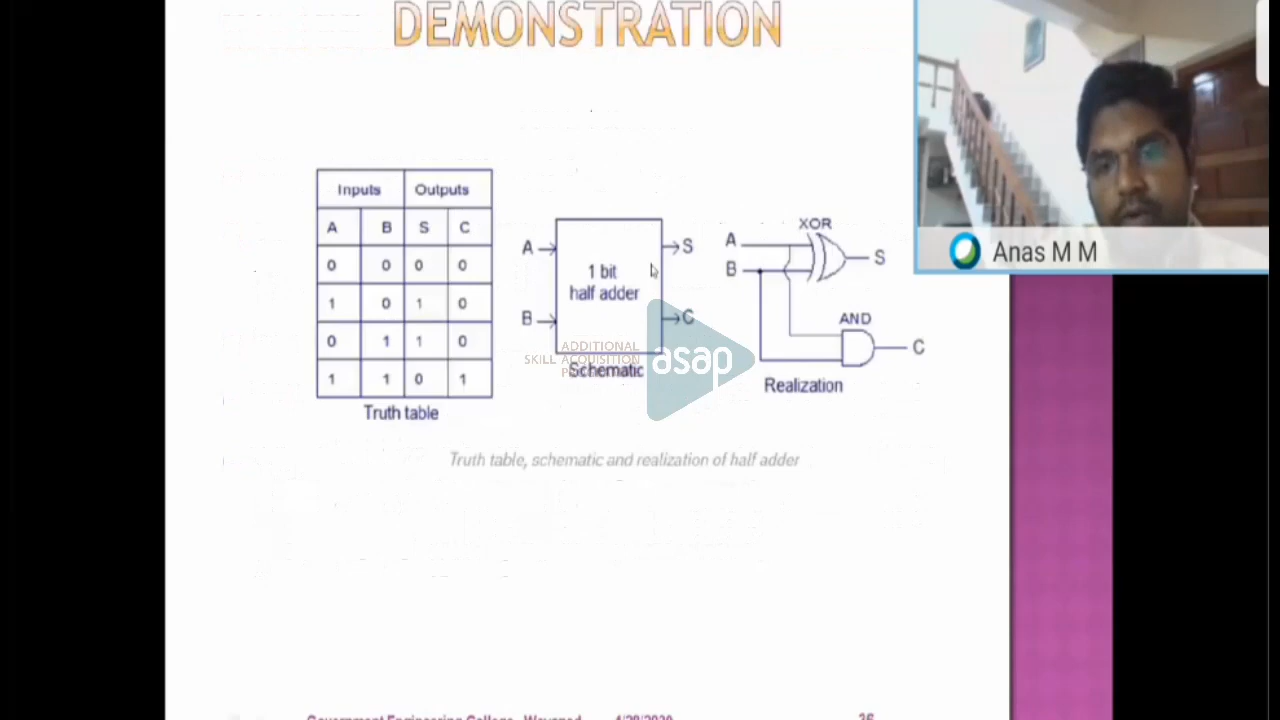 DEMONSTRATION
Inputs Outputs
A B S C
0 0 0 0
1 0 1 0
0 1 1 0
1 1 0 1
Truth table
A
B
1 bit
half adder
S
C
Schematic
XOR
A
B
S
AND
C
Realization
ADDITIONAL
SKILL ACQUISITION
asap
Truth table, schematic and realization of half adder
Anas M M
Government Engineering College, Wayanad 4/29/2020 36